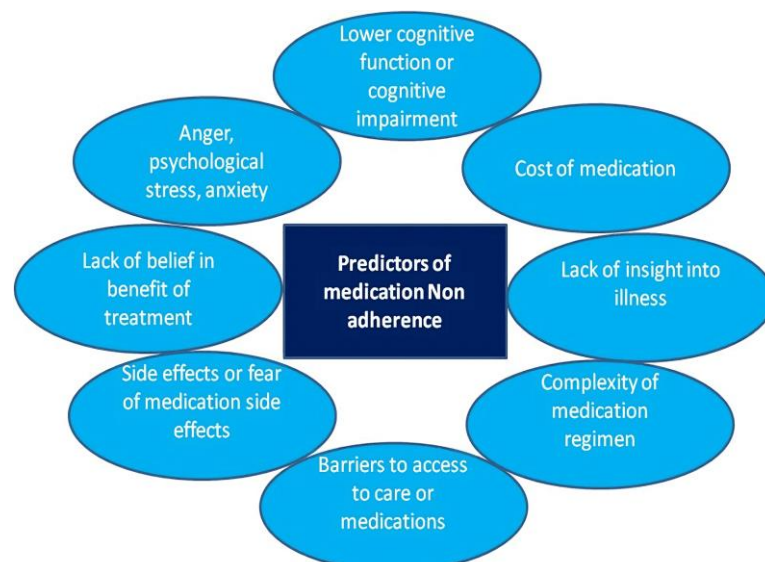 Lower cognitive
function or
cognitive
impairment
Anger,
psychological
stress, anxiety
Cost of medication
Lack of belief in
benefit of
treatment
Predictors of
medication Non
adherence
Lack of insight into
illness
Side effects or fear
of medication side
effects
Complexity of
medication
regimen
Barriers to access
to care or
medications